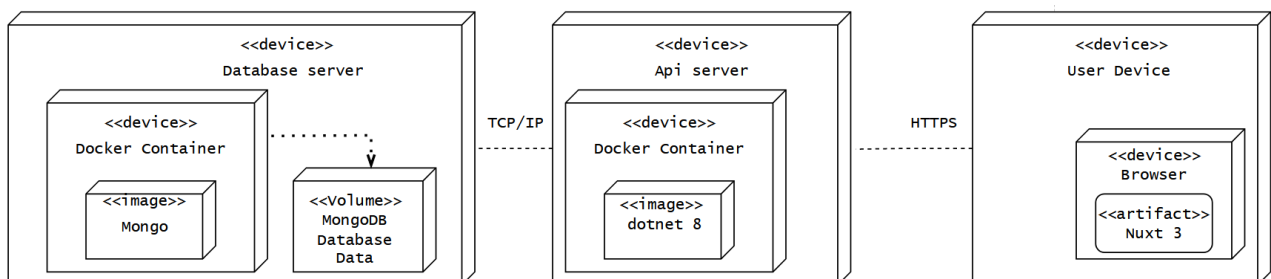 <<device>>
Database server
<<device>>
Docker Container
<<image>>
Mongo
<<Volume>>
MongoDB
Database
Data
TCP/IP
<<device>>
Api server
<<device>>
Docker Container
<<image>>
dotnet 8
HTTPS
<<device>>
User Device
<<device>>
Browser
<<artifact>>
Nuxt 3